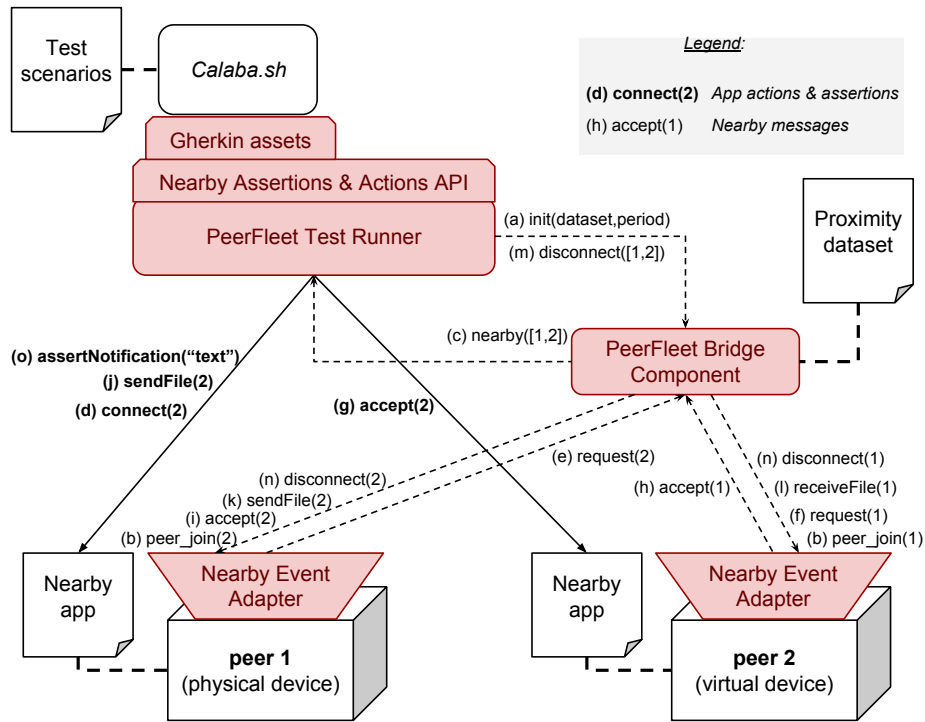 Test
scenarios
Calaba.sh
Legend:
(d) connect(2) App actions & assertions
(h) accept(1) Nearby messages
Gherkin assets
Nearby Assertions & Actions API
PeerFleet Test Runner
(a) init(dataset,period)
(m) disconnect([1,2])
Proximity
dataset
(c) nearby([1,2])
PeerFleet Bridge
Component
(o) assertNotification(“text”)
(j) sendFile(2)
(d) connect(2)
(g) accept(2)
(e) request(2)
(n) disconnect(2)
(k) sendFile(2)
(i) accept(2)
(b) peer_join(2)
(h) accept(1)
(n) disconnect(1)
(l) receiveFile(1)
(f) request(1)
(b) peer_join(1)
Nearby
app
Nearby Event
Adapter
peer 1
(physical device)
Nearby
app
Nearby Event
Adapter
peer 2
(virtual device)